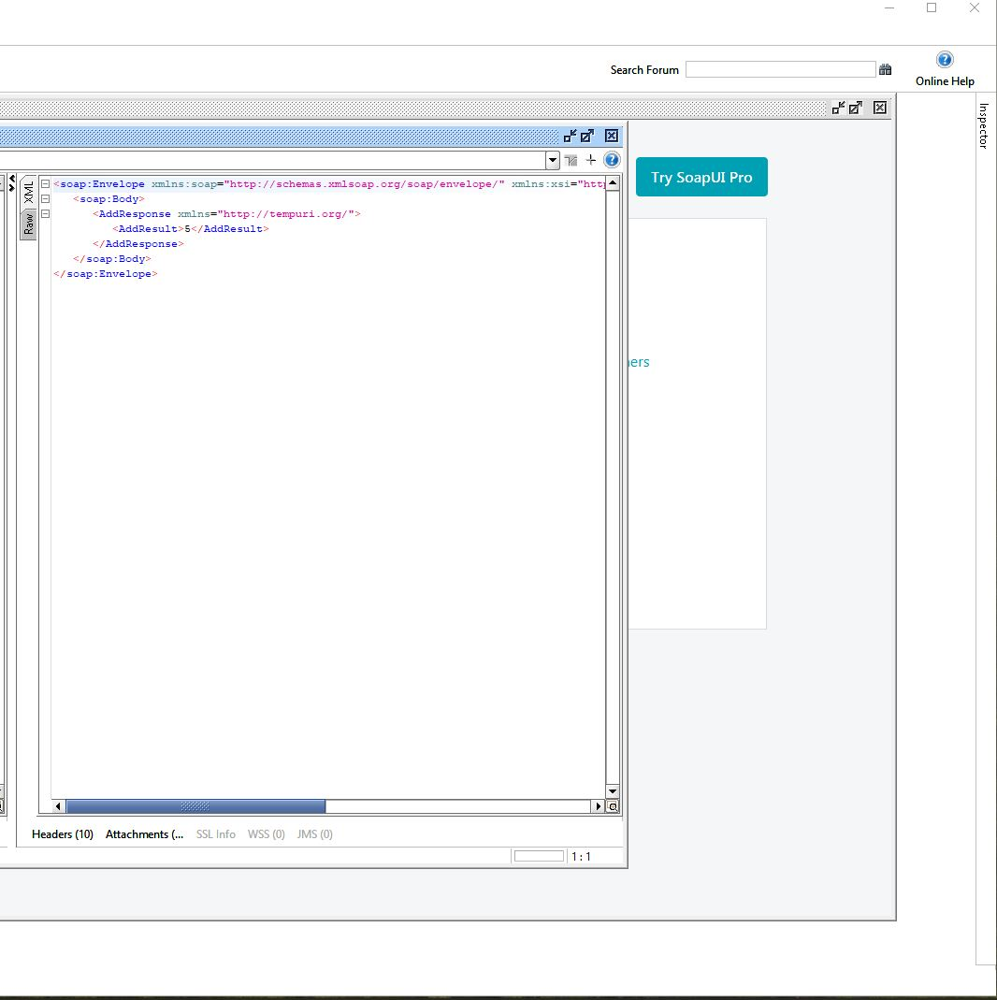 Search Forum
Online Help
Inspector
Try SoapUI Pro
XML
Raw
<soap:Envelope xmlns:soap="http://schemas.xmlsoap.org/soap/envelope/" xmlns:xsi="http
<soap:Body>
<AddResponse xmlns="http://tempuri.org/">
<AddResult>5</AddResult>
</AddResponse>
</soap:Body>
</soap:Envelope>
ners
Headers (10) Attachments (... SSL Info WSS (0) JMS (0)
1 : 1